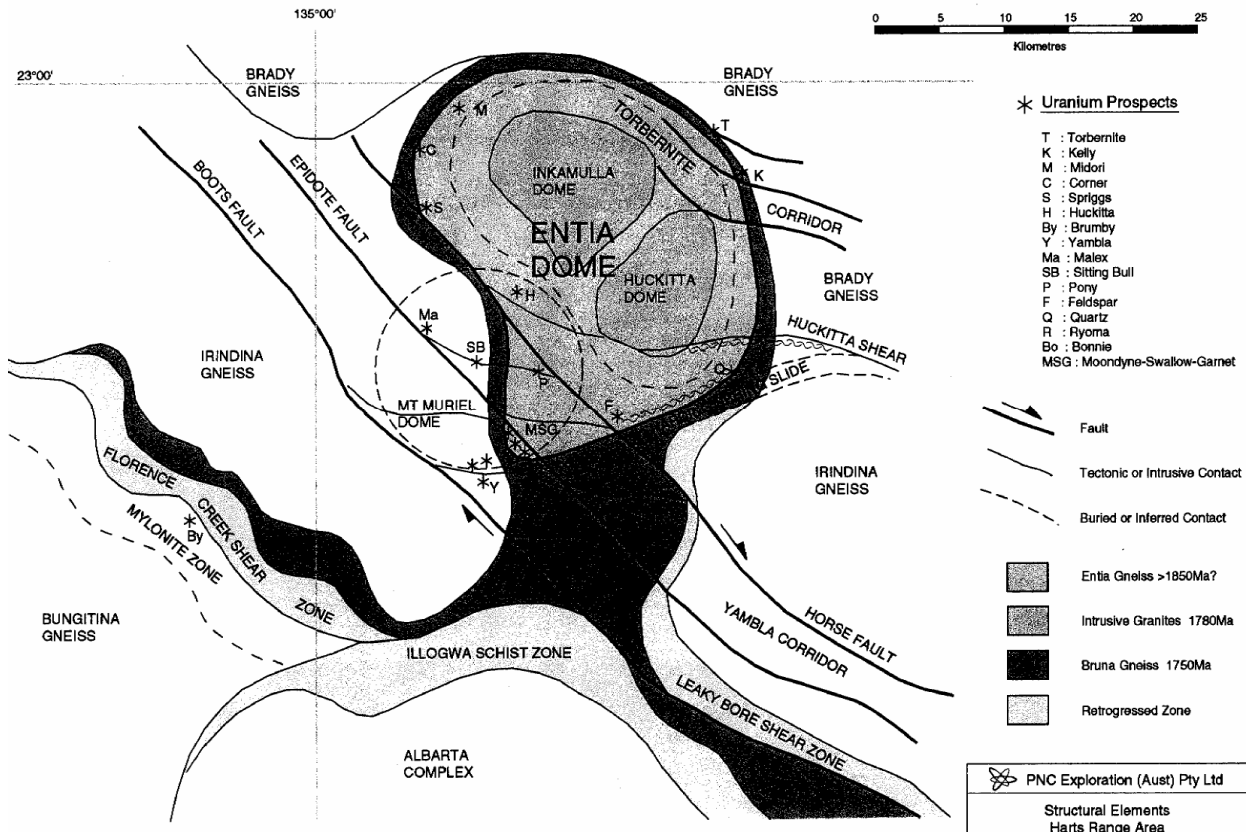 135°00'
0 5 10 15 20 25
Kilometres
23°00'
BRADY
GNEISS
BRADY
GNEISS
Uranium Prospects
T : Torbernite
K : Kelly
M : Midori
C : Corner
S : Spriggs
H : Huckitta
By : Brumby
Y : Yambla
Ma : Malex
SB : Sitting Bull
P : Pony
F : Feldspar
Q : Quartz
R : Ryoma
Bo : Bonnie
MSG : Moondyne-Swallow-Garnet
M
T
C
K
S
H
Ma
SB
P
F
Q
MSG
Y
By
TORBERNITE
CORRIDOR
INKAMULLA
DOME
ENTIA
DOME
HUCKITTA
DOME
BOOTS FAULT
EPIDOTE FAULT
BRADY
GNEISS
HUCKITTA SHEAR
SLIDE
IRINDINA
GNEISS
MT MURIEL
DOME
IRINDINA
GNEISS
FLORENCE
CREEK SHEAR
ZONE
MYLONITE ZONE
BUNGITINA
GNEISS
ILLOGWA SCHIST ZONE
HORSE FAULT
YAMBLA CORRIDOR
LEAKY BORE SHEAR ZONE
ALBARTA
COMPLEX
Fault
Tectonic or Intrusive Contact
Buried or Inferred Contact
Entia Gneiss >1850Ma?
Intrusive Granites 1780Ma
Bruna Gneiss 1750Ma
Retrogressed Zone
PNC Exploration (Aust) Pty Ltd
Structural Elements
Harts Range Area